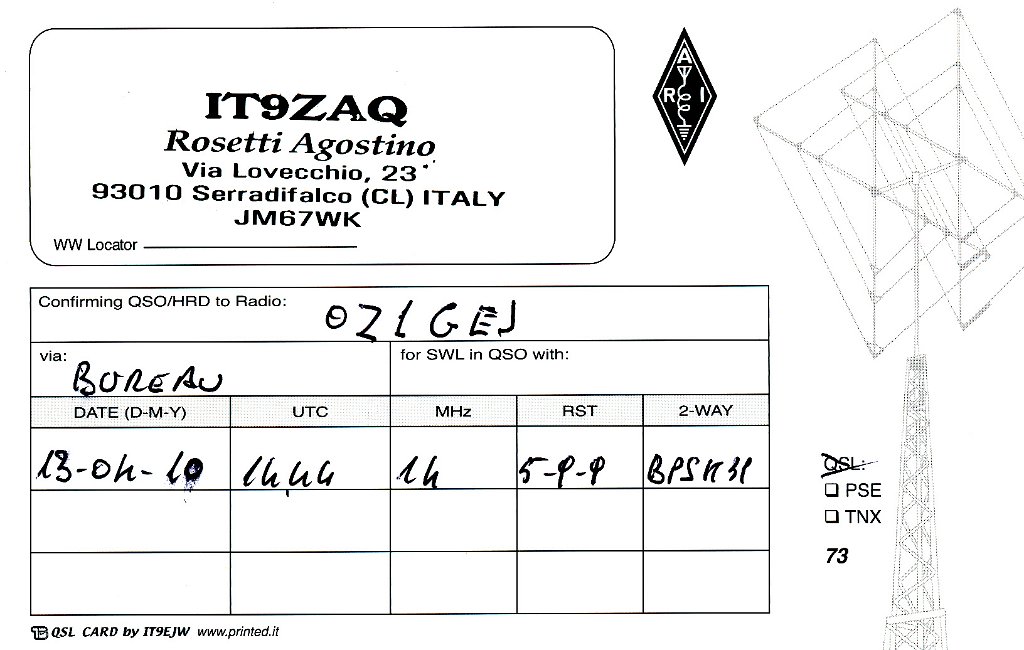 IT9ZAQ
Rosetti Agostino
Via Lovecchio, 23
93010 Serradifalco (CL) ITALY
JM67WK
WW Locator
A
R I
Confirming QSO/HRD to Radio: OZ1GEJ
via: BUREAU
for SWL in QSO with:
DATE (D-M-Y) UTC MHz RST 2-WAY
13-04-10 1444 14 5-9-9 BPSK31
QSL:
PSE
TNX
73
QSL CARD by IT9EJW www.printed.it